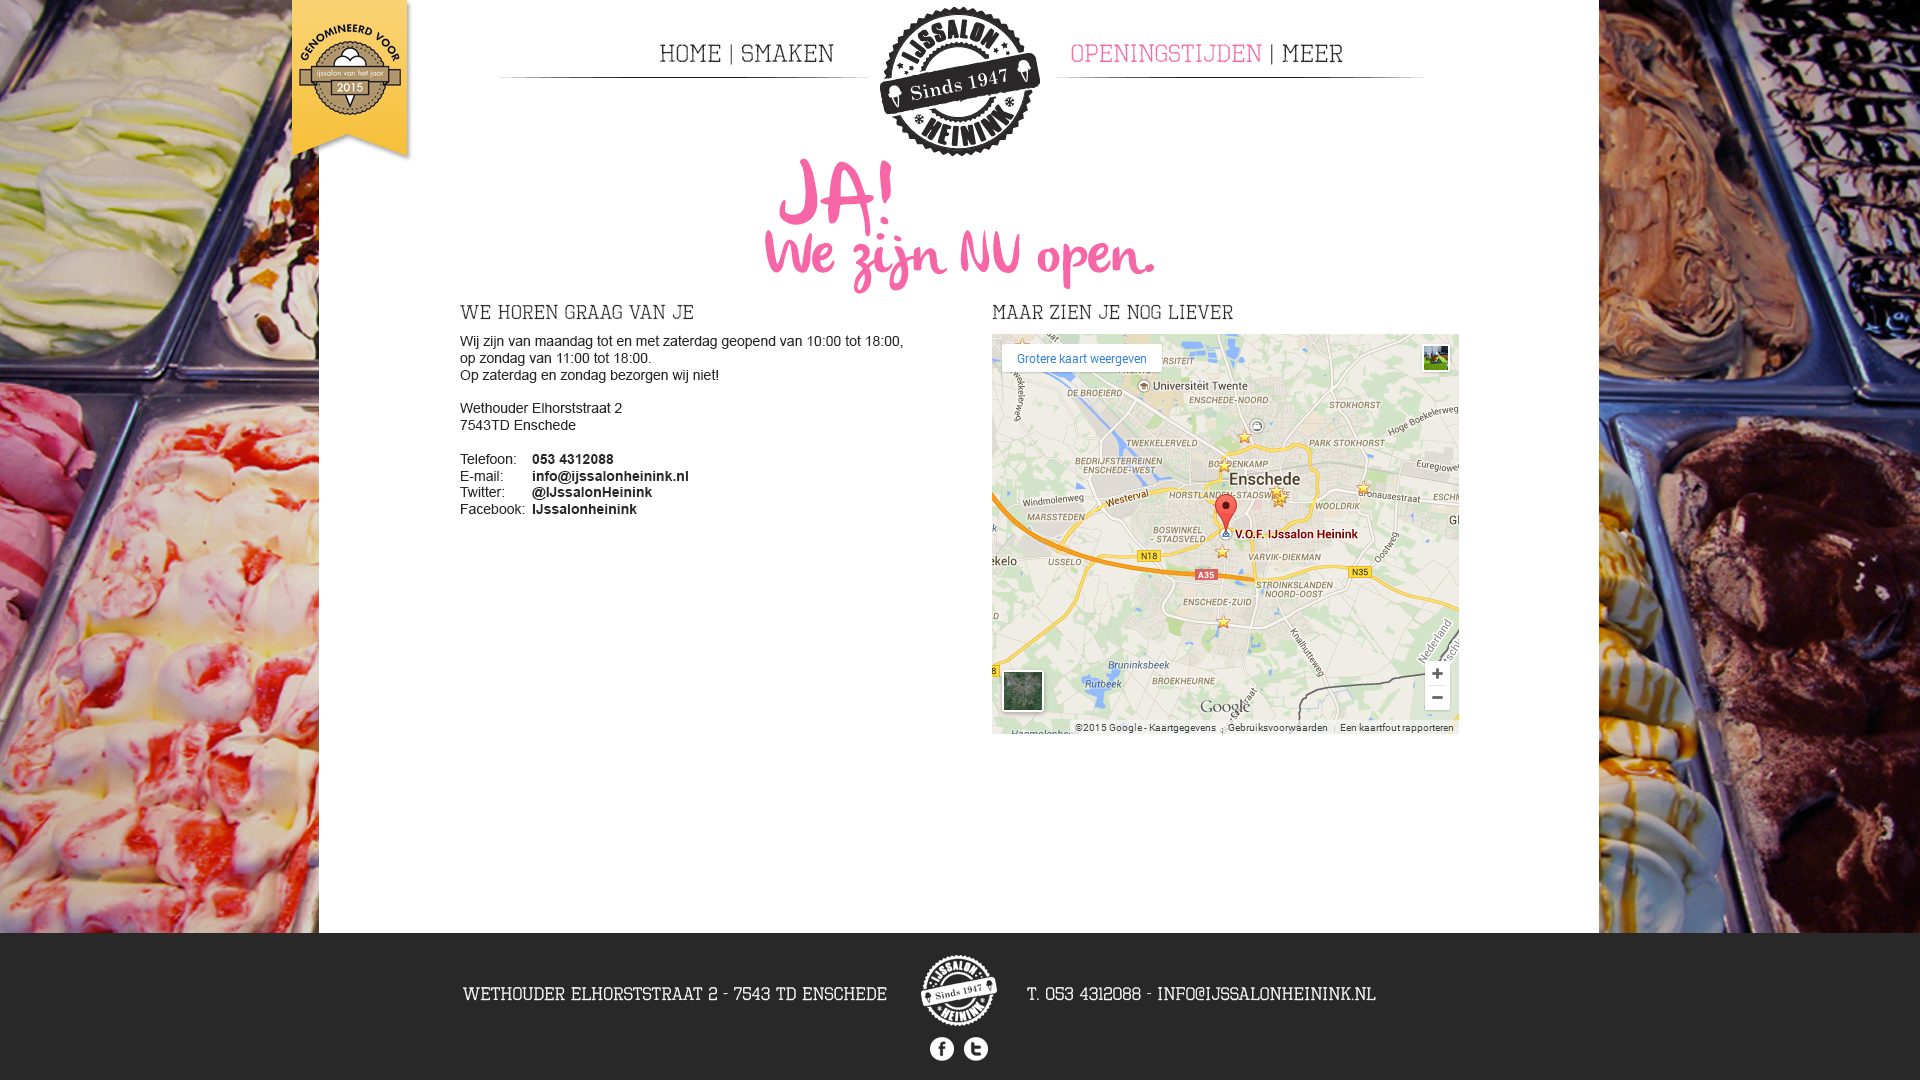 GENOMINEERD VOOR
ijssalon van het jaar
2015
HOME | SMAKEN
IJSSALON
Sinds 1947
HEININK
OPENINGSTIJDEN | MEER
JA!
We zijn NU open.
WE HOREN GRAAG VAN JE
Wij zijn van maandag tot en met zaterdag geopend van 10:00 tot 18:00,
op zondag van 11:00 tot 18:00.
Op zaterdag en zondag bezorgen wij niet!
Wethouder Elhorststraat 2
7543TD Enschede
Telefoon: 053 4312088
E-mail: info@ijssalonheinink.nl
Twitter: @IJssalonHeinink
Facebook: IJssalonheinink
MAAR ZIEN JE NOG LIEVER
Grotere kaart weergeven
Universiteit Twente
DE BROEIERD
ENSCHEDE-NOORD
STOKHORST
Hoge Boekelerweg
TWEKKELERVELD
PARK STOKHORST
BEDRIJFSTERREINEN
ENSCHEDE-WEST
Enschede
Windmolenweg
Westerval
MARSSTEDEN
WOOLDRIK
BOSWINKEL
- STADSVELD
V.O.F. IJssalon Heinink
N18
USSELO
VARVIK-DIEKMAN
Oostweg
A35
N35
STROINKSLANDEN
NOORD-OOST
ENSCHEDE-ZUID
Knalhutteweg
Nederland
Bruninksbeek
Rutbeek
BROEKHEURNE
Google
©2015 Google - Kaartgegevens
Gebruiksvoorwaarden
Een kaartfout rapporteren
WETHOUDER ELHORSTSTRAAT 2 - 7543 TD ENSCHEDE
IJSSALON
Sinds 1947
HEININK
T. 053 4312088 - INFO@IJSSALONHEININK.NL